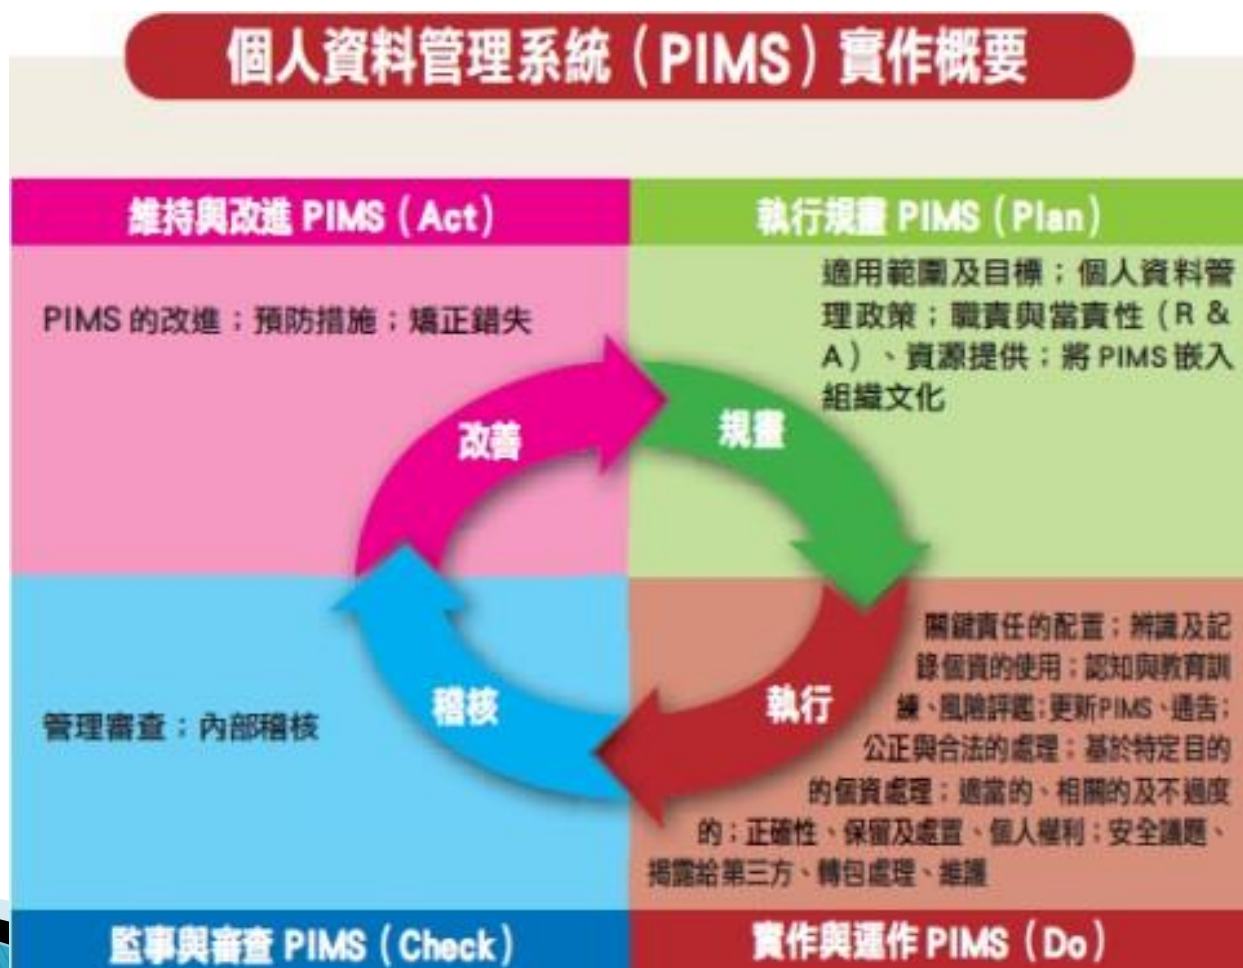 個人資料管理系統（PIMS）實作概要
維持與改進 PIMS（Act）
PIMS 的改進；預防措施；矯正錯失
改善
執行規畫 PIMS（Plan）
適用範圍及目標；個人資料管
理政策；職責與當責性（R &
A）、資源提供；將 PIMS 嵌入
組織文化
規畫
關鍵責任的配置；辨識及記
錄個資的使用；認知與教育訓
練、風險評鑑；更新PIMS、通告；
公正與合法的處理；基於特定目的
的個資處理；適當的、相關的及不過度
的；正確性、保留及處置、個人權利；安全議題、
揭露給第三方、轉包處理、維護
執行
實作與運作 PIMS（Do）
稽核
管理審查；內部稽核
監事與審查 PIMS（Check）